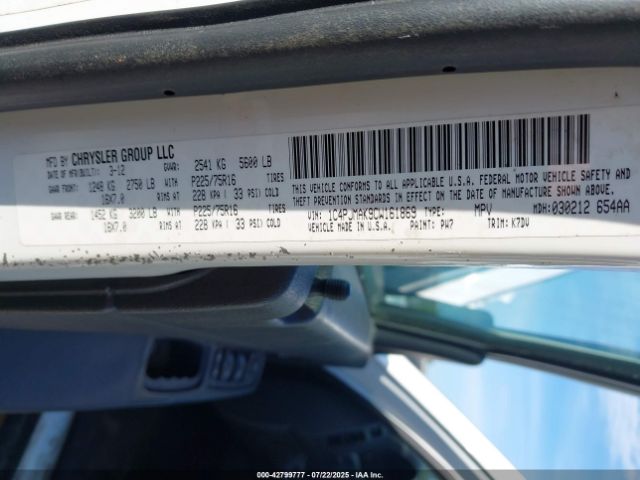 MFD BY CHRYSLER GROUP LLC
DATE OF MFR(BUILT): 3-12 GVWR: 2541 KG 5600 LB
GAWR FRONT: 1248 KG 2750 LB WITH P225/75R16 TIRES
16X7.0 RIMS AT 228 KPA ( 33 PSI) COLD
GAWR REAR: 1452 KG 3200 LB WITH P225/75R16 TIRES
16X7.0 RIMS AT 228 KPA ( 33 PSI) COLD
THIS VEHICLE CONFORMS TO ALL APPLICABLE U.S.A. FEDERAL MOTOR VEHICLE SAFETY AND
THEFT PREVENTION STANDARDS IN EFFECT ON THE DATE OF MANUFACTURE SHOWN ABOVE.
VIN: 1C4PJMAK9CW161869 TYPE: MPV MDH: 030212 654AA
MADE IN U.S.A. PAINT: PW7 TRIM: K7DV
000-42799777 - 07/22/2025 - IAAI.COM